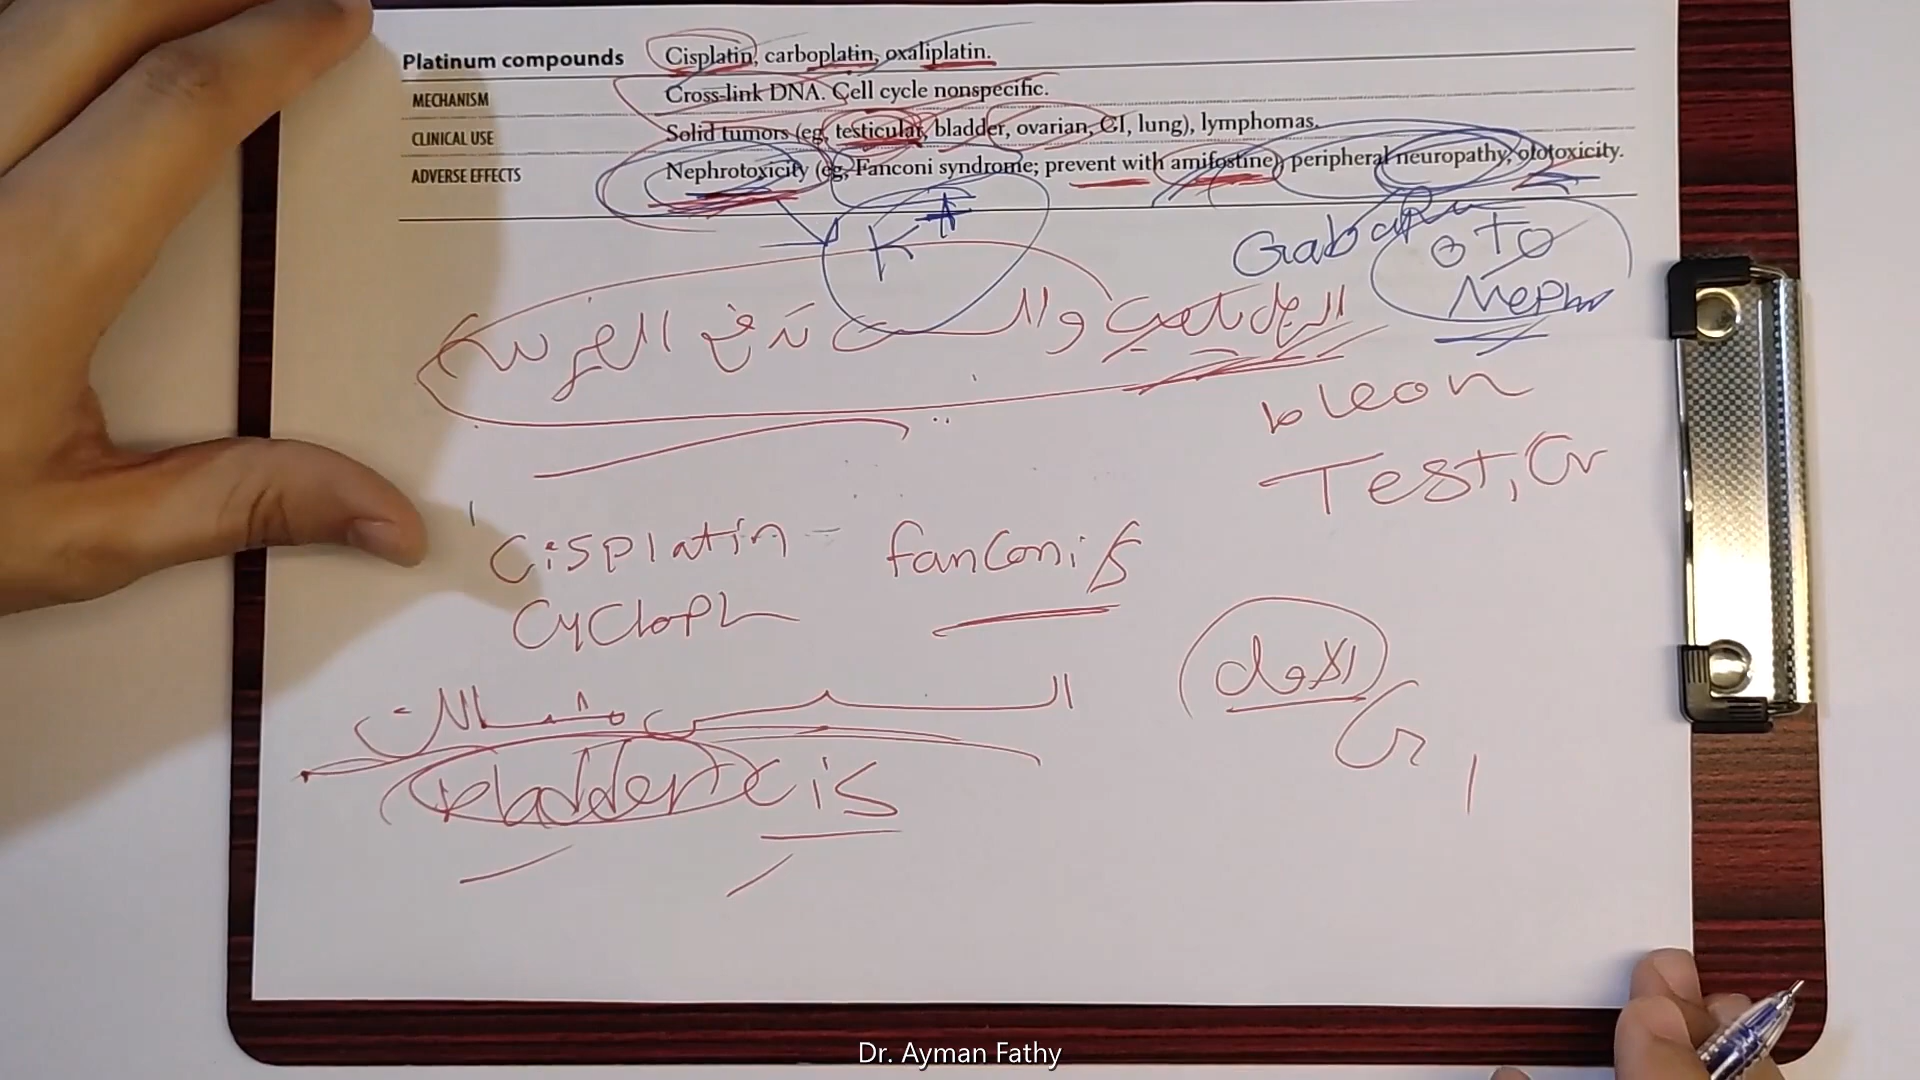 Platinum compounds Cisplatin, carboplatin, oxaliplatin.
MECHANISM Cross-link DNA. Cell cycle nonspecific.
CLINICAL USE Solid tumors (eg, testicular, bladder, ovarian, GI, lung), lymphomas.
ADVERSE EFFECTS Nephrotoxicity (eg, Fanconi syndrome; prevent with amifostine), peripheral neuropathy, ototoxicity.
K
oTo
Neph
bleon
Test,
Cisplatin - fanconi s
Cycloph
bladder cis
Dr. Ayman Fathy